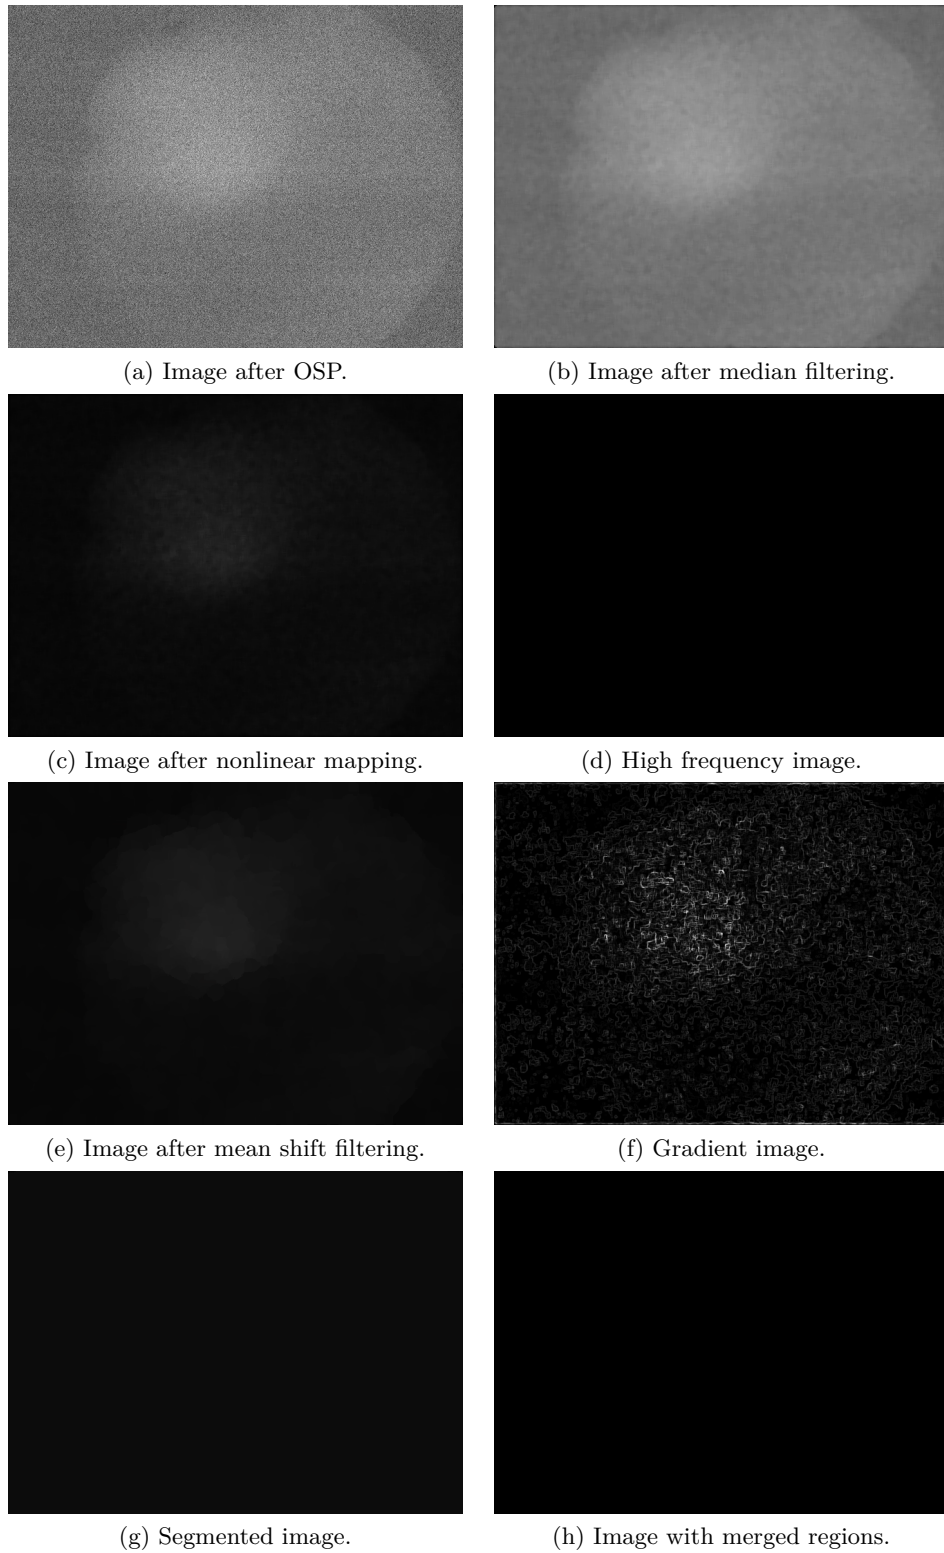 (a) Image after OSP.
(b) Image after median filtering.
(c) Image after nonlinear mapping.
(d) High frequency image.
(e) Image after mean shift filtering.
(f) Gradient image.
(g) Segmented image.
(h) Image with merged regions.